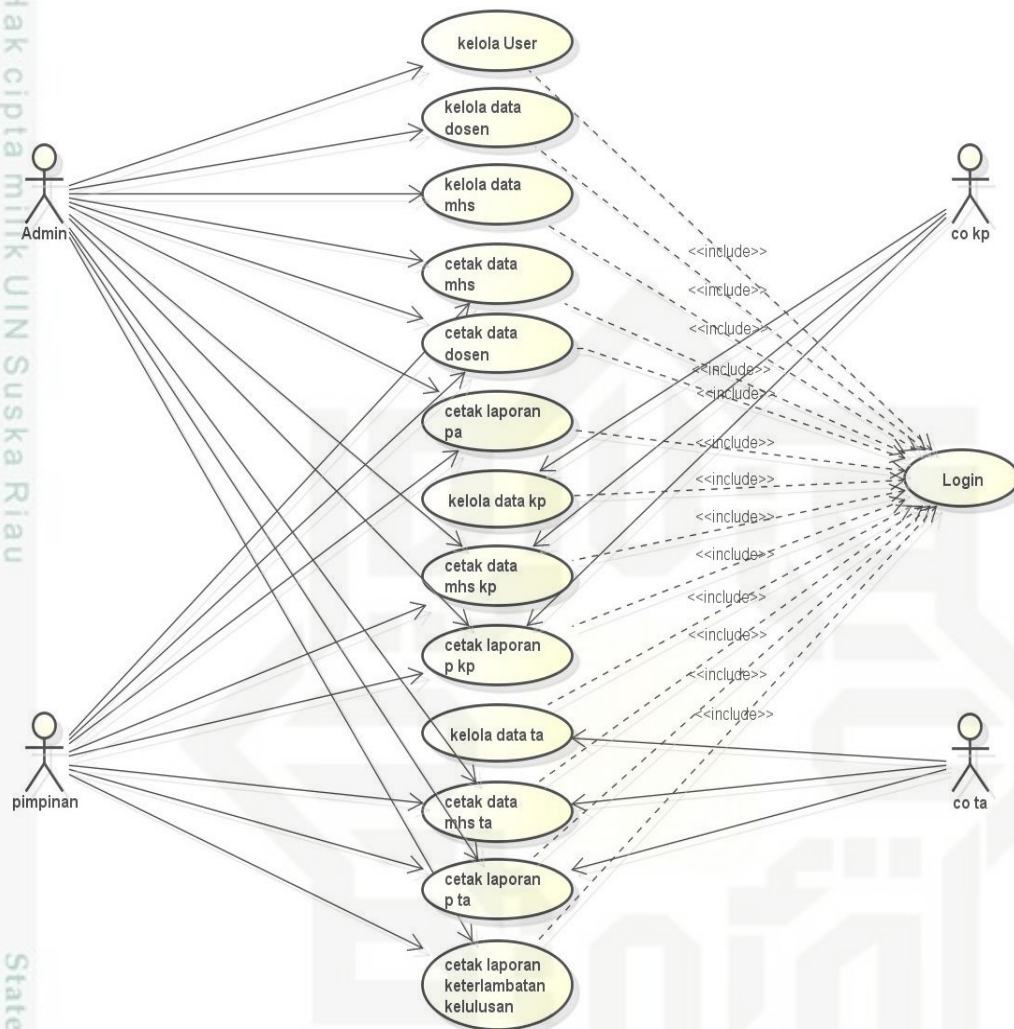 Hak cipta milik UIN Suska Riau
State
kelola User
kelola data
dosen
kelola data
mhs
cetak data
mhs
cetak data
dosen
cetak laporan
pa
kelola data kp
cetak data
mhs kp
cetak laporan
p kp
kelola data ta
cetak data
mhs ta
cetak laporan
p ta
cetak laporan
keterlambatan
kelulusan
Admin
pimpinan
<<include>>
<<include>>
<<include>>
<<include>>
<<include>>
<<include>>
<<include>>
<<include>>
<<include>>
<<include>>
<<include>>
<<include>>
<<include>>
co kp
Login
co ta